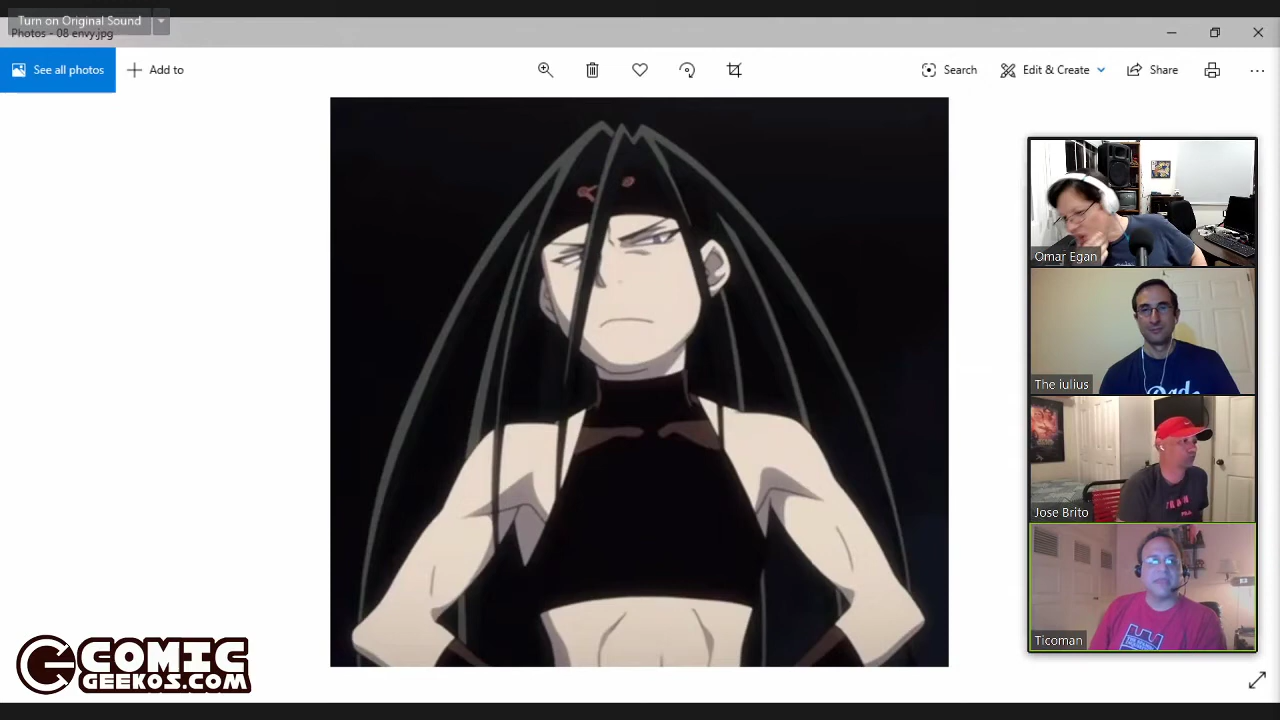 Turn on Original Sound
Photos - 08 envy.jpg
See all photos
Add to
Search
Edit & Create
Share
Omar Egan
The iulius
Jose Brito
Ticoman
COMIC
GEEKOS.COM